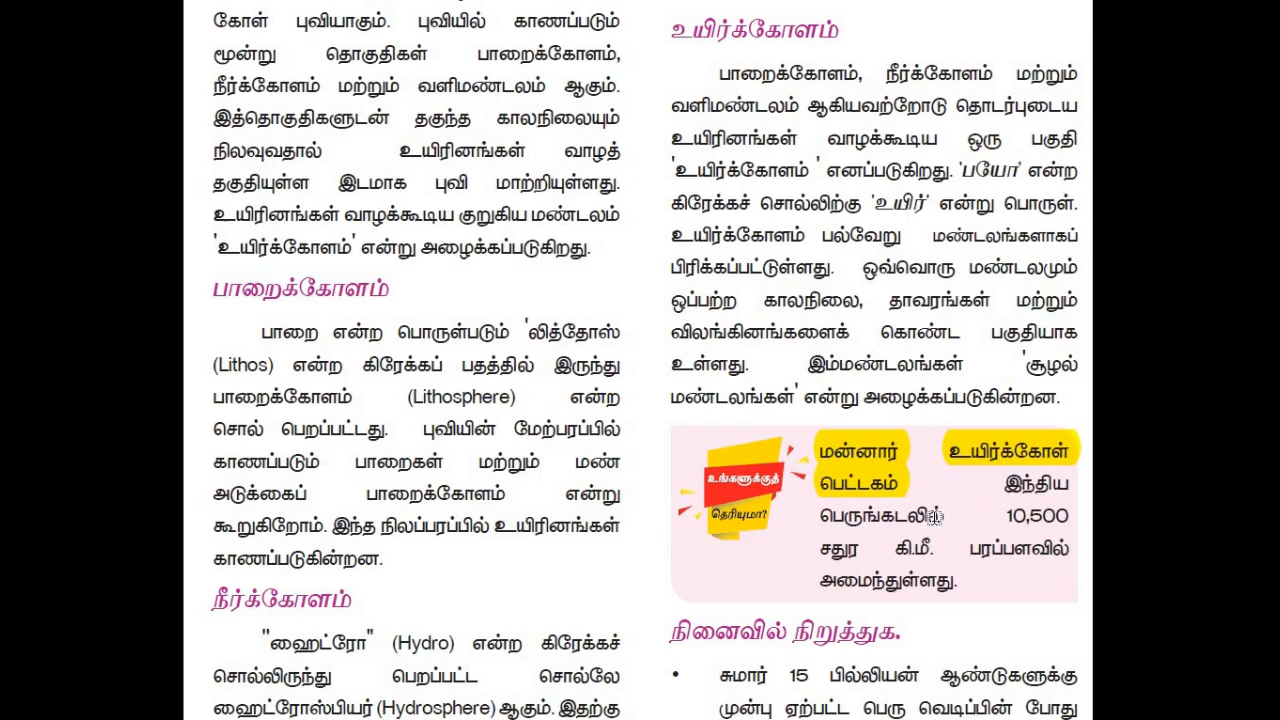 கோள் புவியாகும். புவியில் காணப்படும்
மூன்று தொகுதிகள் பாறைக்கோளம்,
நீர்க்கோளம் மற்றும் வளிமண்டலம் ஆகும்.
இத்தொகுதிகளுடன் தகுந்த காலநிலையும்
நிலவுவதால் உயிரினங்கள் வாழத்
தகுதியுள்ள இடமாக புவி மாற்றியுள்ளது.
உயிரினங்கள் வாழக்கூடிய குறுகிய மண்டலம்
'உயிர்க்கோளம்' என்று அழைக்கப்படுகிறது.
பாறைக்கோளம்
பாறை என்ற பொருள்படும் 'லித்தோஸ்
(Lithos) என்ற கிரேக்கப் பதத்தில் இருந்து
பாறைக்கோளம் (Lithosphere) என்ற
சொல் பெறப்பட்டது. புவியின் மேற்பரப்பில்
காணப்படும் பாறைகள் மற்றும் மண்
அடுக்கைப் பாறைக்கோளம் என்று
கூறுகிறோம். இந்த நிலப்பரப்பில் உயிரினங்கள்
காணப்படுகின்றன.
நீர்க்கோளம்
"ஹைட்ரோ" (Hydro) என்ற கிரேக்கச்
சொல்லிருந்து பெறப்பட்ட சொல்லே
ஹைட்ரோஸ்பியர் (Hydrosphere) ஆகும். இதற்கு
உயிர்க்கோளம்
பாறைக்கோளம், நீர்க்கோளம் மற்றும்
வளிமண்டலம் ஆகியவற்றோடு தொடர்புடைய
உயிரினங்கள் வாழக்கூடிய ஒரு பகுதி
'உயிர்க்கோளம் ' எனப்படுகிறது. 'பயோ' என்ற
கிரேக்கச் சொல்லிற்கு 'உயிர்' என்று பொருள்.
உயிர்க்கோளம் பல்வேறு மண்டலங்களாகப்
பிரிக்கப்பட்டுள்ளது. ஒவ்வொரு மண்டலமும்
ஒப்பற்ற காலநிலை, தாவரங்கள் மற்றும்
விலங்கினங்களைக் கொண்ட பகுதியாக
உள்ளது. இம்மண்டலங்கள் 'சூழல்
மண்டலங்கள்' என்று அழைக்கப்படுகின்றன.
உங்களுக்குத்
தெரியுமா?
மன்னார் உயிர்க்கோள்
பெட்டகம் இந்திய
பெருங்கடலில் 10,500
சதுர கி.மீ. பரப்பளவில்
அமைந்துள்ளது.
நினைவில் நிறுத்துக.
• சுமார் 15 பில்லியன் ஆண்டுகளுக்கு
முன்பு ஏற்பட்ட பெரு வெடிப்பின் போது